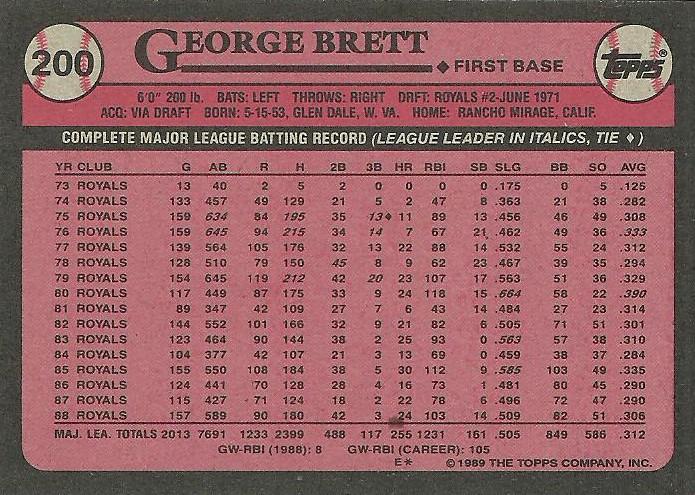 200 GEORGE BRETT ♦ FIRST BASE TOPPS®
6'0" 200 lb. BATS: LEFT THROWS: RIGHT DRFT: ROYALS #2-JUNE 1971
ACQ: VIA DRAFT BORN: 5-15-53, GLEN DALE, W. VA. HOME: RANCHO MIRAGE, CALIF.
COMPLETE MAJOR LEAGUE BATTING RECORD (LEAGUE LEADER IN ITALICS, TIE ♦)
YR CLUB G AB R H 2B 3B HR RBI SB SLG BB SO AVG
73 ROYALS 13 40 2 5 2 0 0 0 0 .175 0 5 .125
74 ROYALS 133 457 49 129 21 5 2 47 8 .363 21 38 .282
75 ROYALS 159 634 84 195 35 13♦ 11 89 13 .456 46 49 .308
76 ROYALS 159 645 94 215 34 14 7 67 21 .462 49 36 .333
77 ROYALS 139 564 105 176 32 13 22 88 14 .532 55 24 .312
78 ROYALS 128 510 79 150 45 8 9 62 23 .467 39 35 .294
79 ROYALS 154 645 119 212 42 20 23 107 17 .563 51 36 .329
80 ROYALS 117 449 87 175 33 9 24 118 15 .664 58 22 .390
81 ROYALS 89 347 42 109 27 7 6 43 14 .484 27 23 .314
82 ROYALS 144 552 101 166 32 9 21 82 6 .505 71 51 .301
83 ROYALS 123 464 90 144 38 2 25 93 0 .563 57 38 .310
84 ROYALS 104 377 42 107 21 3 13 69 0 .459 38 37 .284
85 ROYALS 155 550 108 184 38 5 30 112 9 .585 103 49 .335
86 ROYALS 124 441 70 128 28 4 16 73 1 .481 80 45 .290
87 ROYALS 115 427 71 124 18 2 22 78 6 .496 72 47 .290
88 ROYALS 157 589 90 180 42 3 24 103 14 .509 82 51 .306
MAJ. LEA. TOTALS 2013 7691 1233 2399 488 117 255 1231 161 .505 849 586 .312
GW-RBI (1988): 8 GW-RBI (CAREER): 105
E* ©1989 THE TOPPS COMPANY, INC.